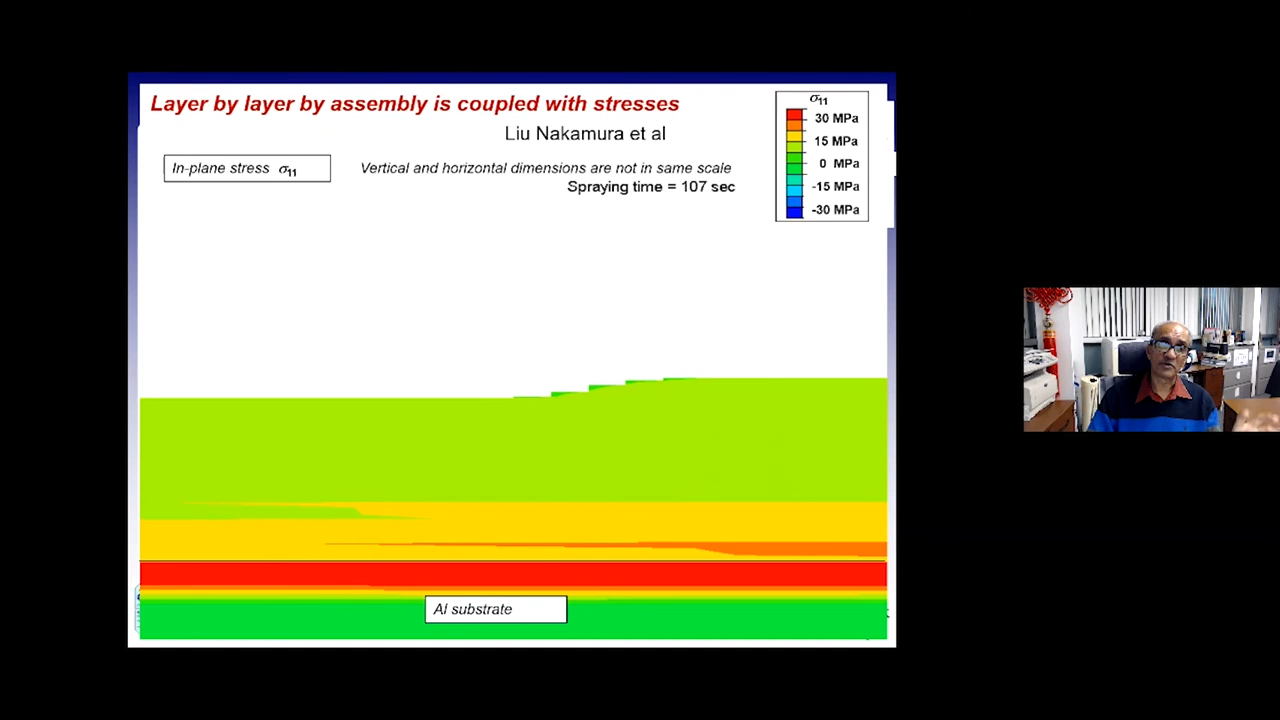 Layer by layer by assembly is coupled with stresses
Liu Nakamura et al
In-plane stress σ11
Vertical and horizontal dimensions are not in same scale
Spraying time = 107 sec
σ11
30 MPa
15 MPa
0 MPa
-15 MPa
-30 MPa
Al substrate